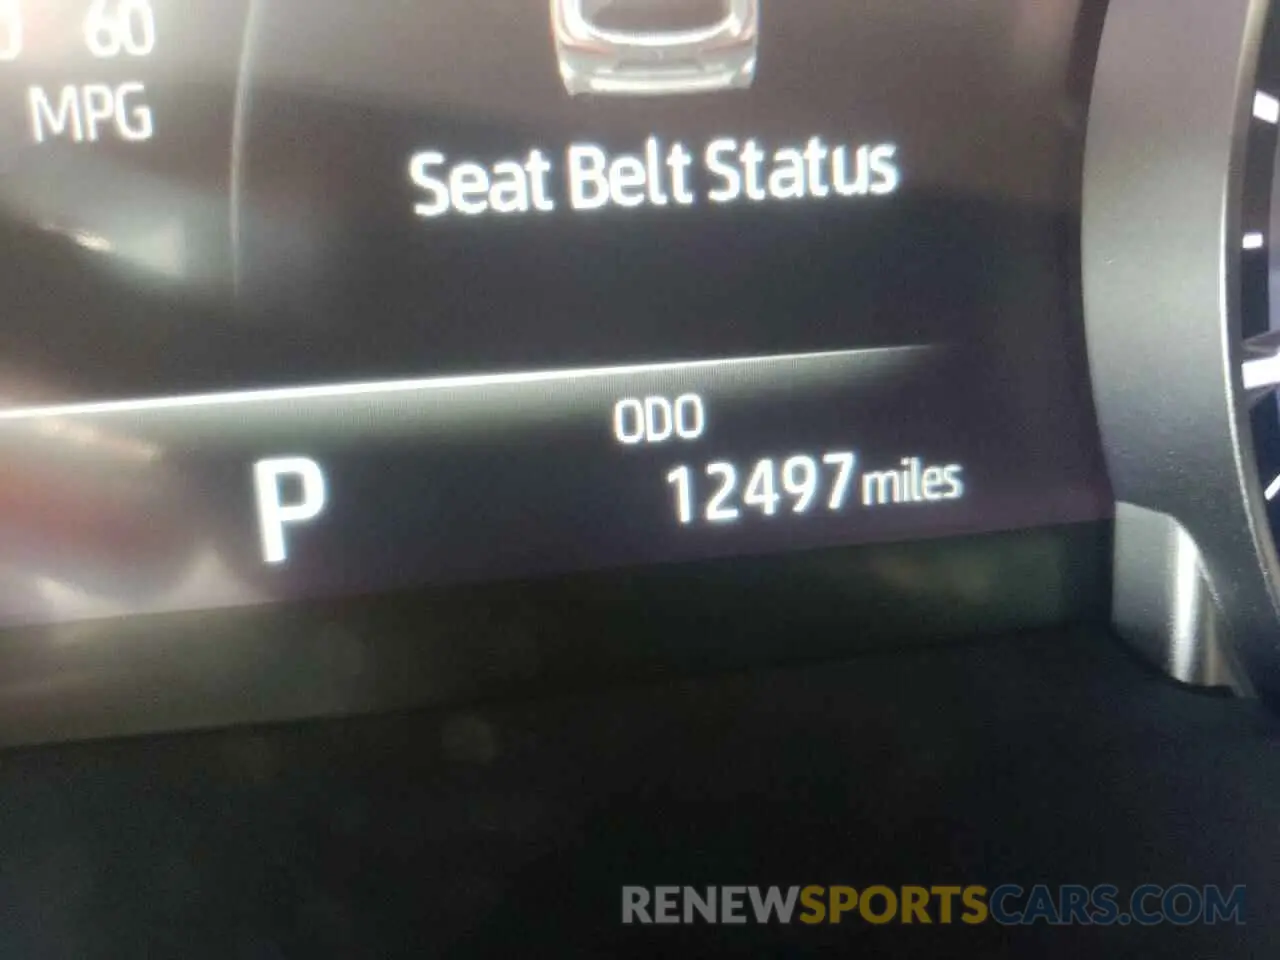 60
MPG
Seat Belt Status
ODO
P 12497 miles
RENEWSPORTSCARS.COM